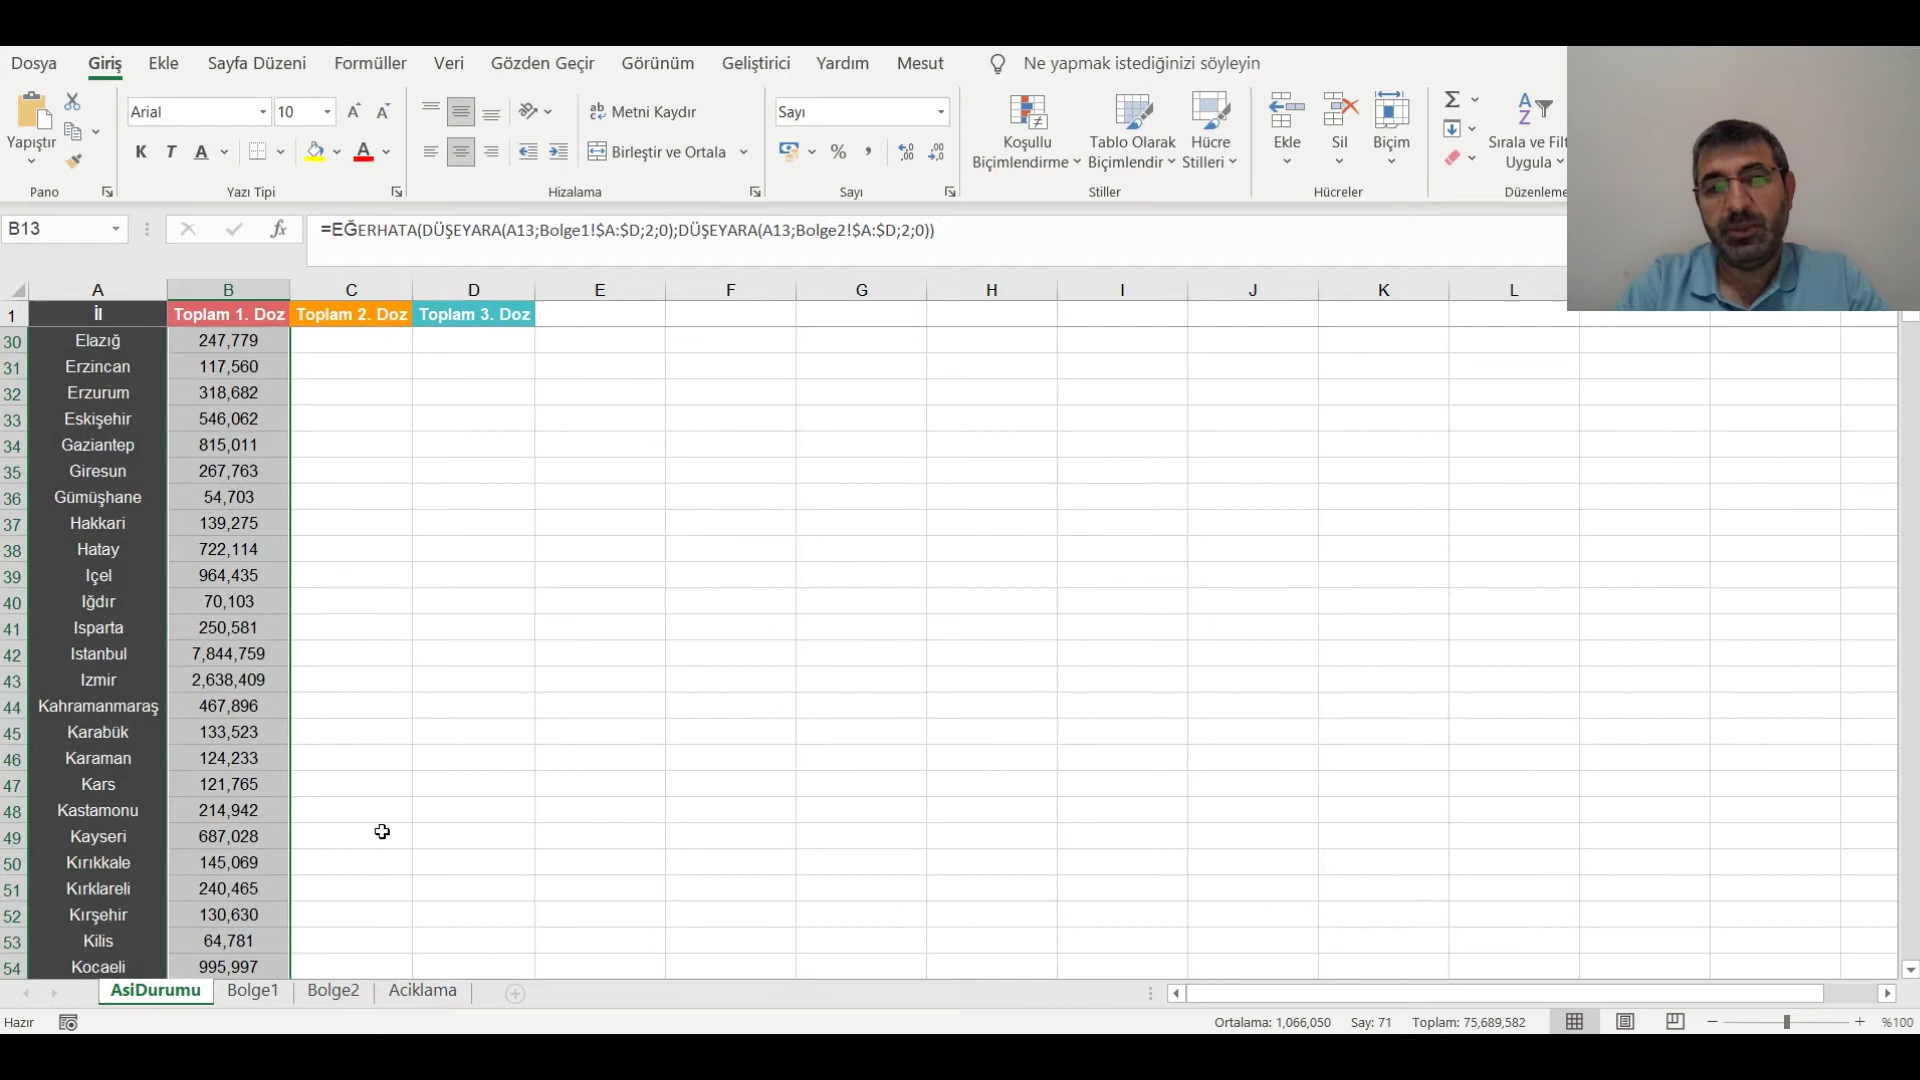 Dosya Giriş Ekle Sayfa Düzeni Formüller Veri Gözden Geçir Görünüm Geliştirici Yardım Mesut Ne yapmak istediğinizi söyleyin
Yapıştır
Pano
Arial 10
K T A A
Yazı Tipi
Metni Kaydır
Birleştir ve Ortala
Hizalama
Sayı
Sayı
Koşullu Biçimlendirme
Tablo Olarak Biçimlendir
Hücre Stilleri
Stiller
Ekle
Sil
Biçim
Hücreler
Sırala ve Filt
Uygula
Düzenleme
B13 fx =EĞERHATA(DÜŞEYARA(A13;Bolge1!$A:$D;2;0);DÜŞEYARA(A13;Bolge2!$A:$D;2;0))
A B C D E F G H I J K L
1 İl Toplam 1. Doz Toplam 2. Doz Toplam 3. Doz
30 Elazığ 247,779
31 Erzincan 117,560
32 Erzurum 318,682
33 Eskişehir 546,062
34 Gaziantep 815,011
35 Giresun 267,763
36 Gümüşhane 54,703
37 Hakkari 139,275
38 Hatay 722,114
39 Içel 964,435
40 Iğdır 70,103
41 Isparta 250,581
42 Istanbul 7,844,759
43 Izmir 2,638,409
44 Kahramanmaraş 467,896
45 Karabük 133,523
46 Karaman 124,233
47 Kars 121,765
48 Kastamonu 214,942
49 Kayseri 687,028
50 Kırıkkale 145,069
51 Kırklareli 240,465
52 Kırşehir 130,630
53 Kilis 64,781
54 Kocaeli 995,997
AsiDurumu Bolge1 Bolge2 Aciklama
Hazır Ortalama: 1,066,050 Say: 71 Toplam: 75,689,582 %100